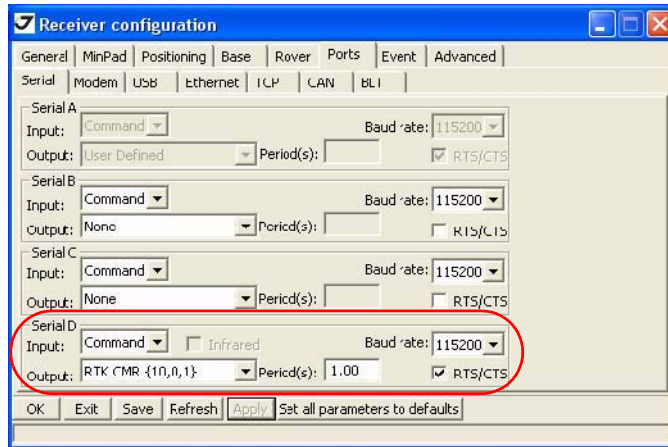 Receiver configuration
General MinPad Positioning Base Rover Ports Event Advanced
Serial Modem USB Ethernet TCP CAN BLT
Serial A
Input: Command Baud rate: 115200
Output: User Defined Period(s): RTS/CTS
Serial B
Input: Command Baud rate: 115200
Output: None Period(s): RTS/CTS
Serial C
Input: Command Baud rate: 115200
Output: None Period(s): RTS/CTS
Serial D
Input: Command Infrared Baud rate: 115200
Output: RTK CMR {10,0,1} Period(s): 1.00 RTS/CTS
OK Exit Save Refresh Apply Set all parameters to defaults